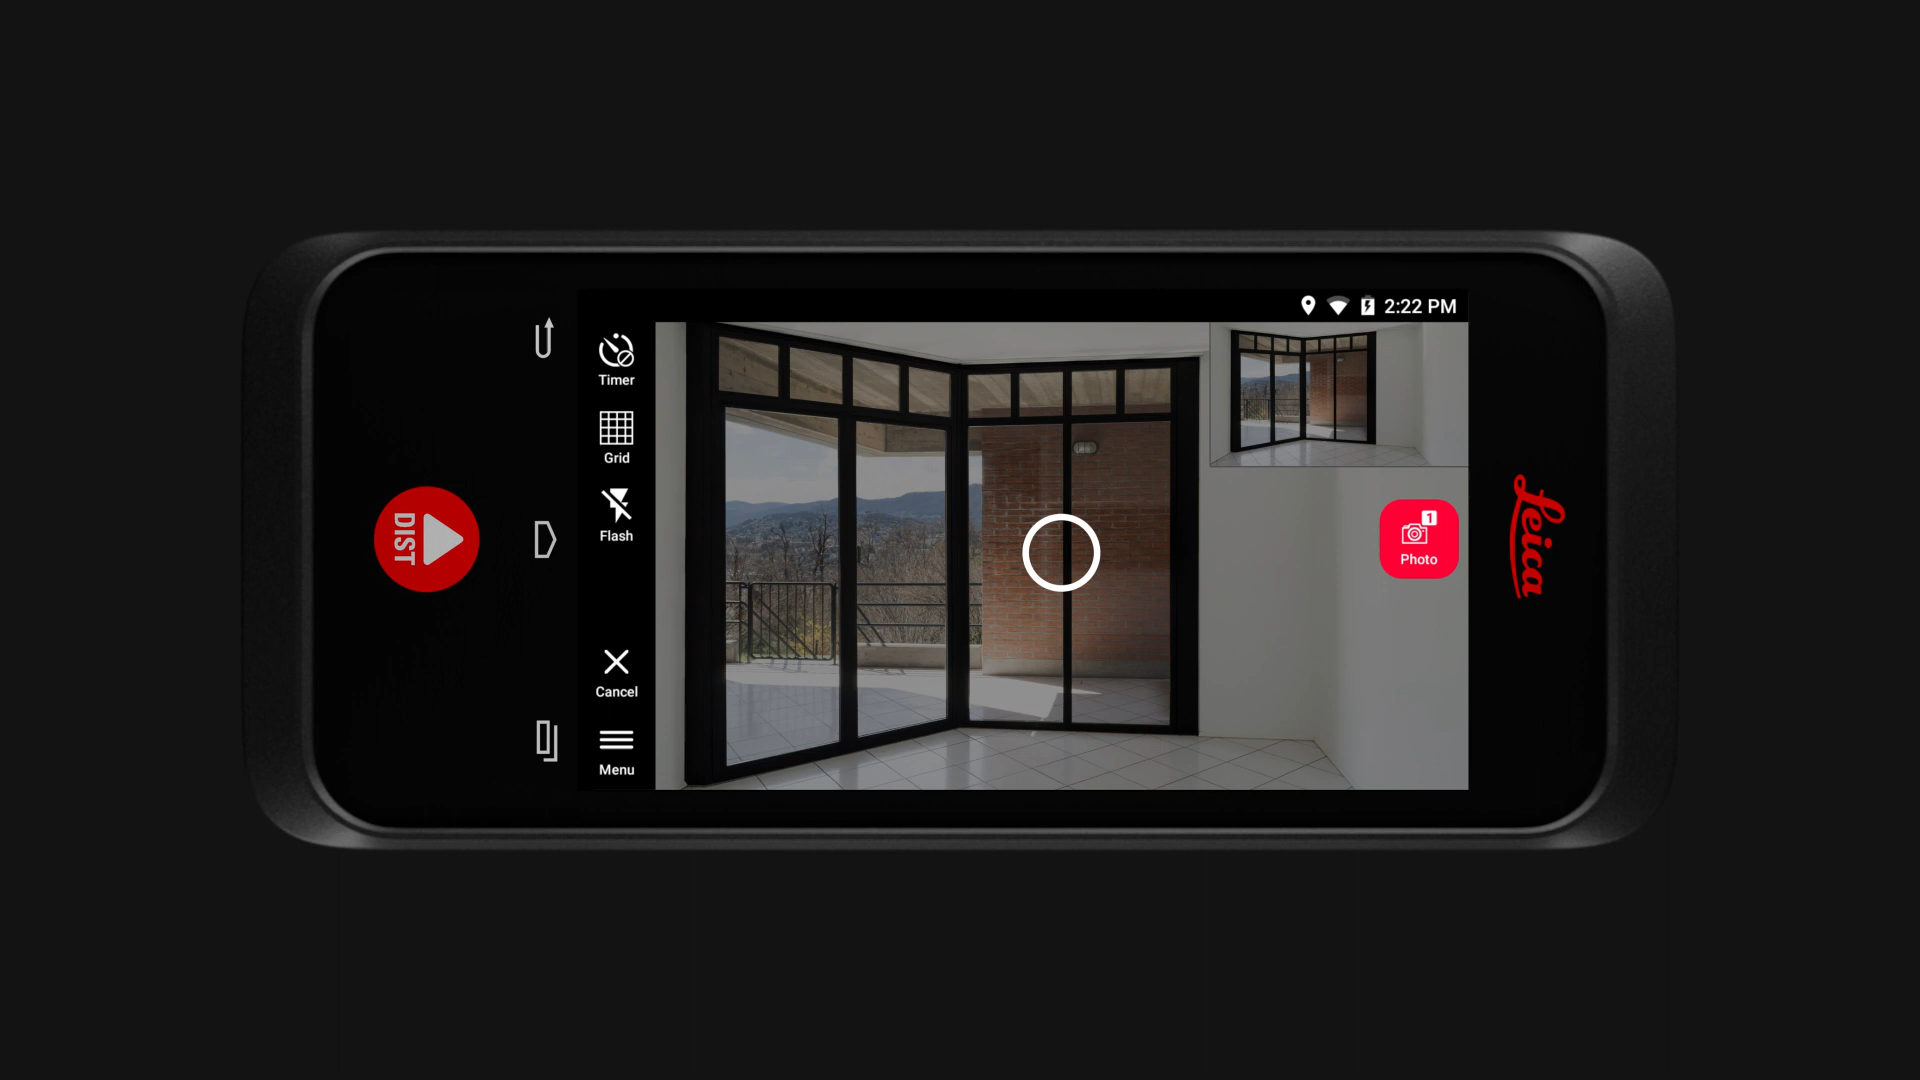 2:22 PM
Timer
Grid
Flash
Cancel
Menu
DIST
1
Photo
Leica